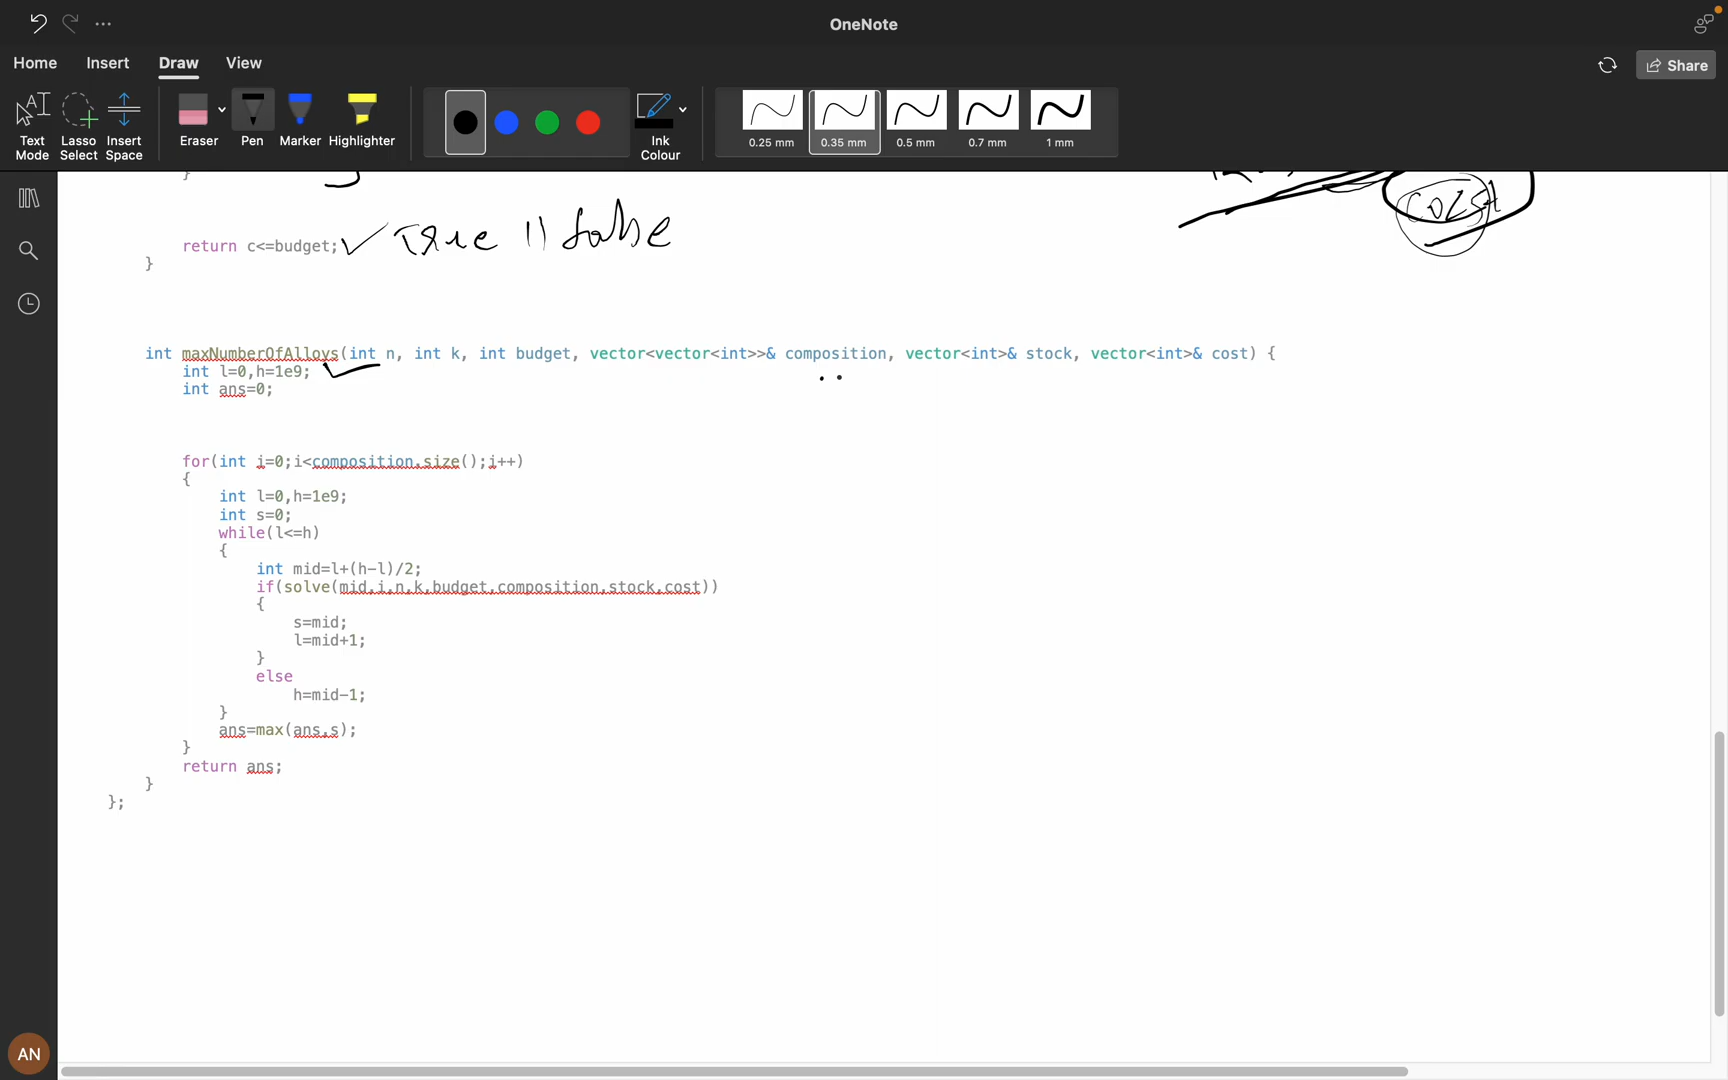 OneNote
Home Insert Draw View
Share
Text Mode
Lasso Select
Insert Space
Eraser
Pen
Marker
Highlighter
Ink Colour
0.25 mm
0.35 mm
0.5 mm
0.7 mm
1 mm
}
cost
return c<=budget; True || false
}
int maxNumberOfAlloys(int n, int k, int budget, vector<vector<int>>& composition, vector<int>& stock, vector<int>& cost) {
int l=0,h=1e9;
int ans=0;
for(int i=0;i<composition.size();i++)
{
int l=0,h=1e9;
int s=0;
while(l<=h)
{
int mid=l+(h-l)/2;
if(solve(mid,i,n,k,budget,composition,stock,cost))
{
s=mid;
l=mid+1;
}
else
h=mid-1;
}
ans=max(ans,s);
}
return ans;
}
};
AN